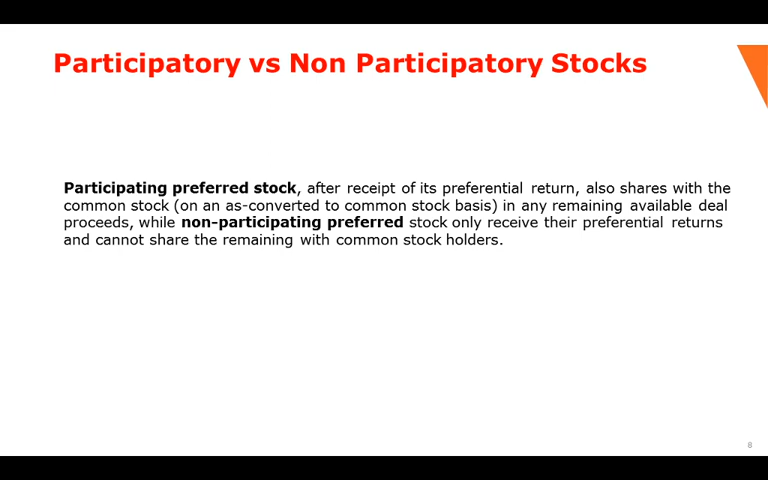 Participatory vs Non Participatory Stocks
Participating preferred stock, after receipt of its preferential return, also shares with the
common stock (on an as-converted to common stock basis) in any remaining available deal
proceeds, while non-participating preferred stock only receive their preferential returns
and cannot share the remaining with common stock holders.
8